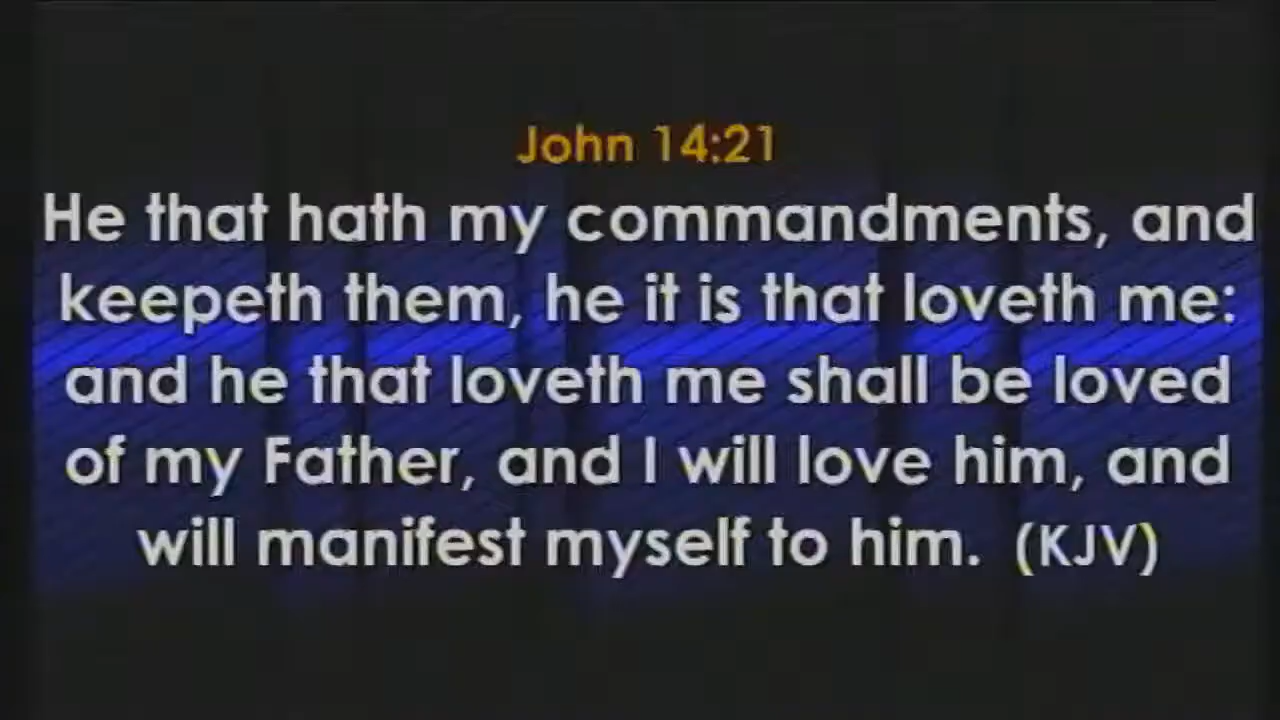 John 14:21
He that hath my commandments, and
keepeth them, he it is that loveth me:
and he that loveth me shall be loved
of my Father, and I will love him, and
will manifest myself to him. (KJV)